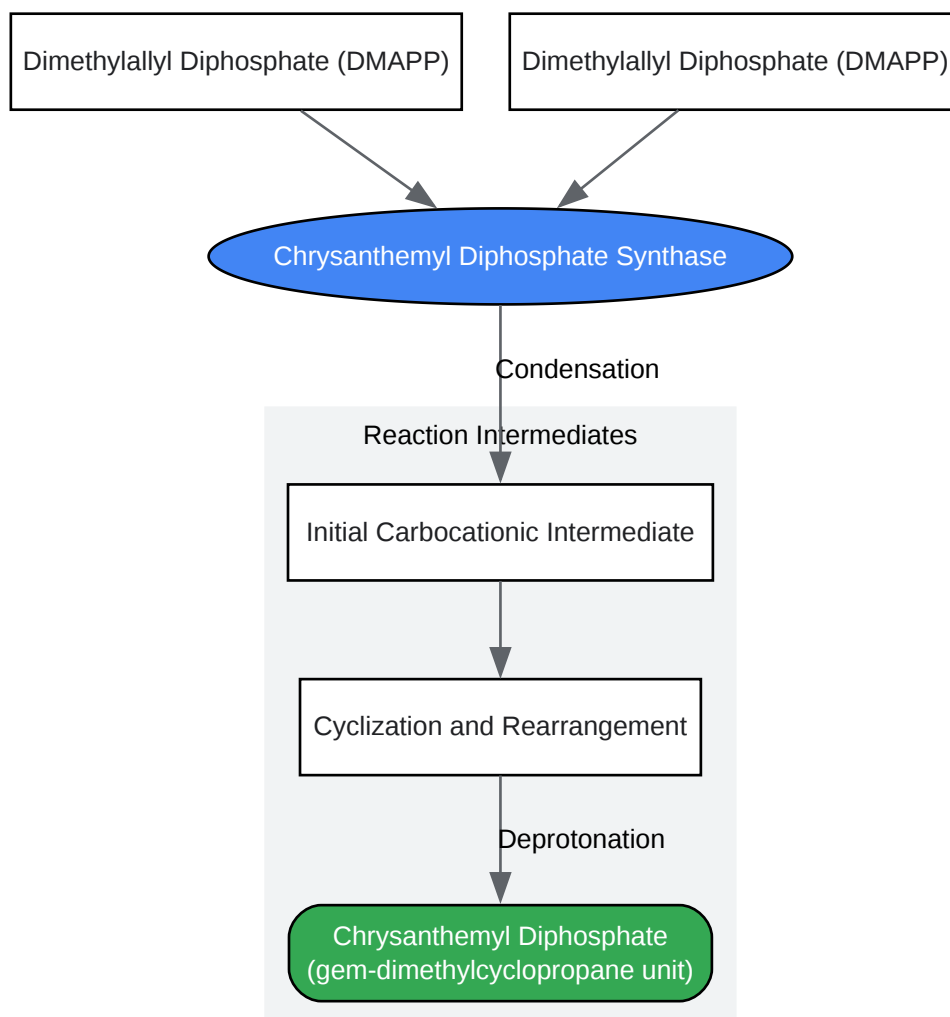 Dimethylallyl Diphosphate (DMAPP)
Dimethylallyl Diphosphate (DMAPP)
Chrysanthemyl Diphosphate Synthase
Condensation
Reaction Intermediates
Initial Carbocationic Intermediate
Cyclization and Rearrangement
Deprotonation
Chrysanthemyl Diphosphate
(gem-dimethylcyclopropane unit)